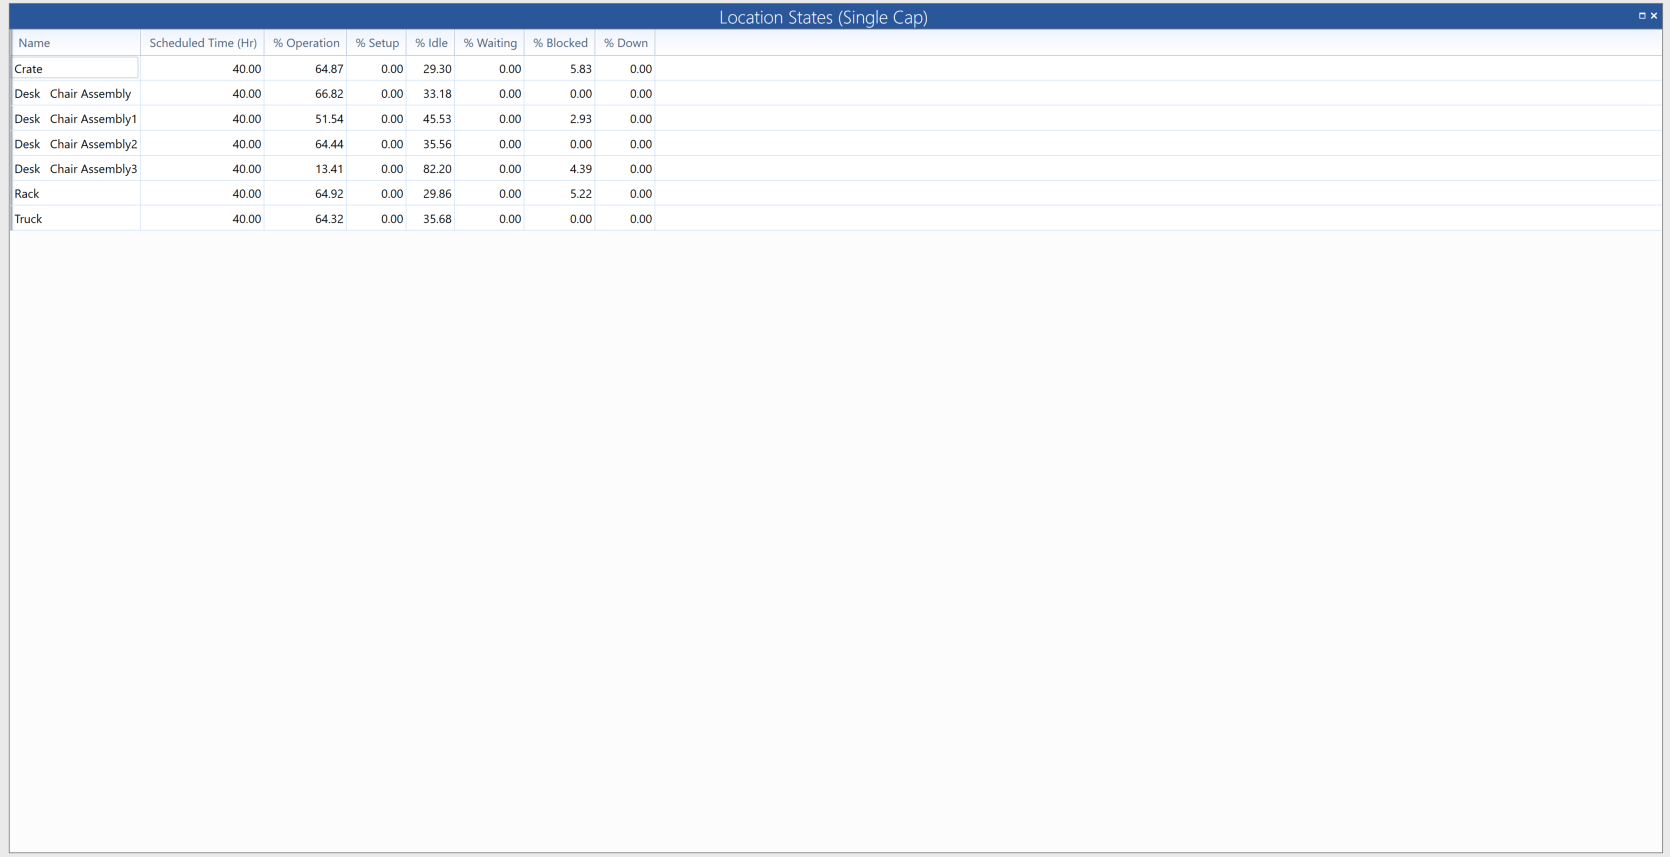 Location States (Single Cap)
Name Scheduled Time (Hr) % Operation % Setup % Idle % Waiting % Blocked % Down
Crate 40.00 64.87 0.00 29.30 0.00 5.83 0.00
Desk Chair Assembly 40.00 66.82 0.00 33.18 0.00 0.00 0.00
Desk Chair Assembly1 40.00 51.54 0.00 45.53 0.00 2.93 0.00
Desk Chair Assembly2 40.00 64.44 0.00 35.56 0.00 0.00 0.00
Desk Chair Assembly3 40.00 13.41 0.00 82.20 0.00 4.39 0.00
Rack 40.00 64.92 0.00 29.86 0.00 5.22 0.00
Truck 40.00 64.32 0.00 35.68 0.00 0.00 0.00